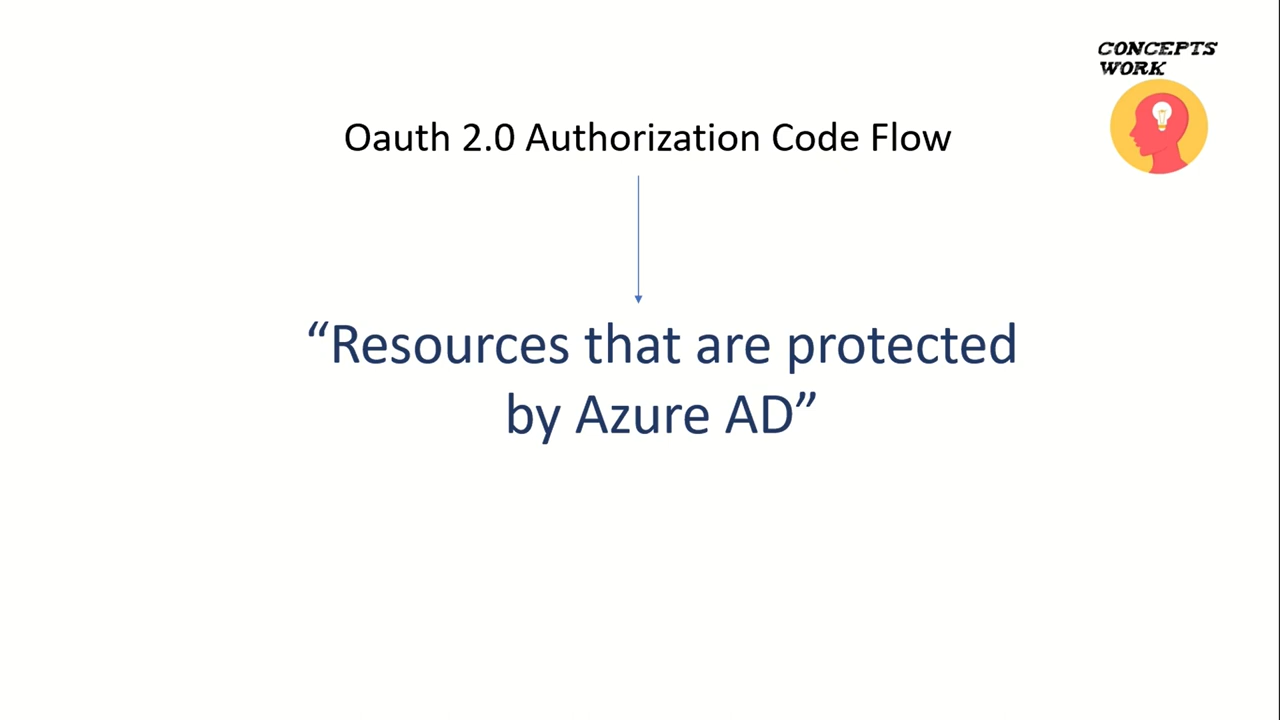 CONCEPTS
WORK
Oauth 2.0 Authorization Code Flow
“Resources that are protected
by Azure AD”